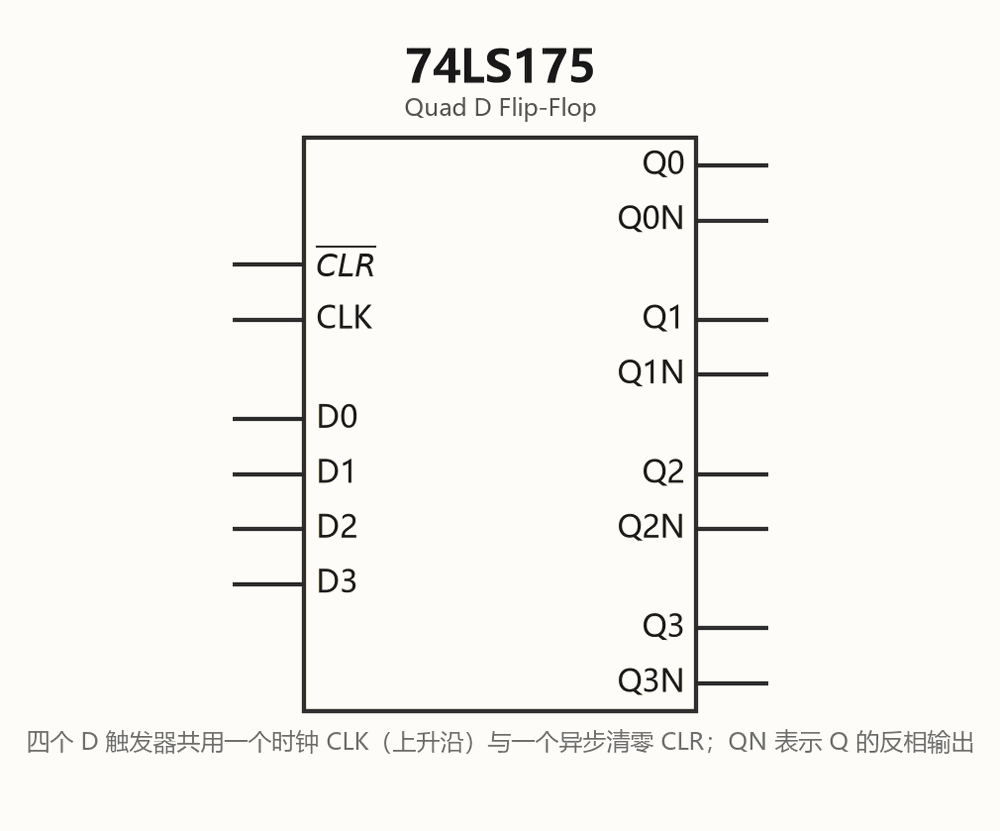 74LS175
Quad D Flip-Flop
Q0
Q0N
CLR
CLK
Q1
Q1N
D0
D1
Q2
D2
Q2N
D3
Q3
Q3N
四个 D 触发器共用一个时钟 CLK（上升沿）与一个异步清零 CLR；QN 表示 Q 的反相输出